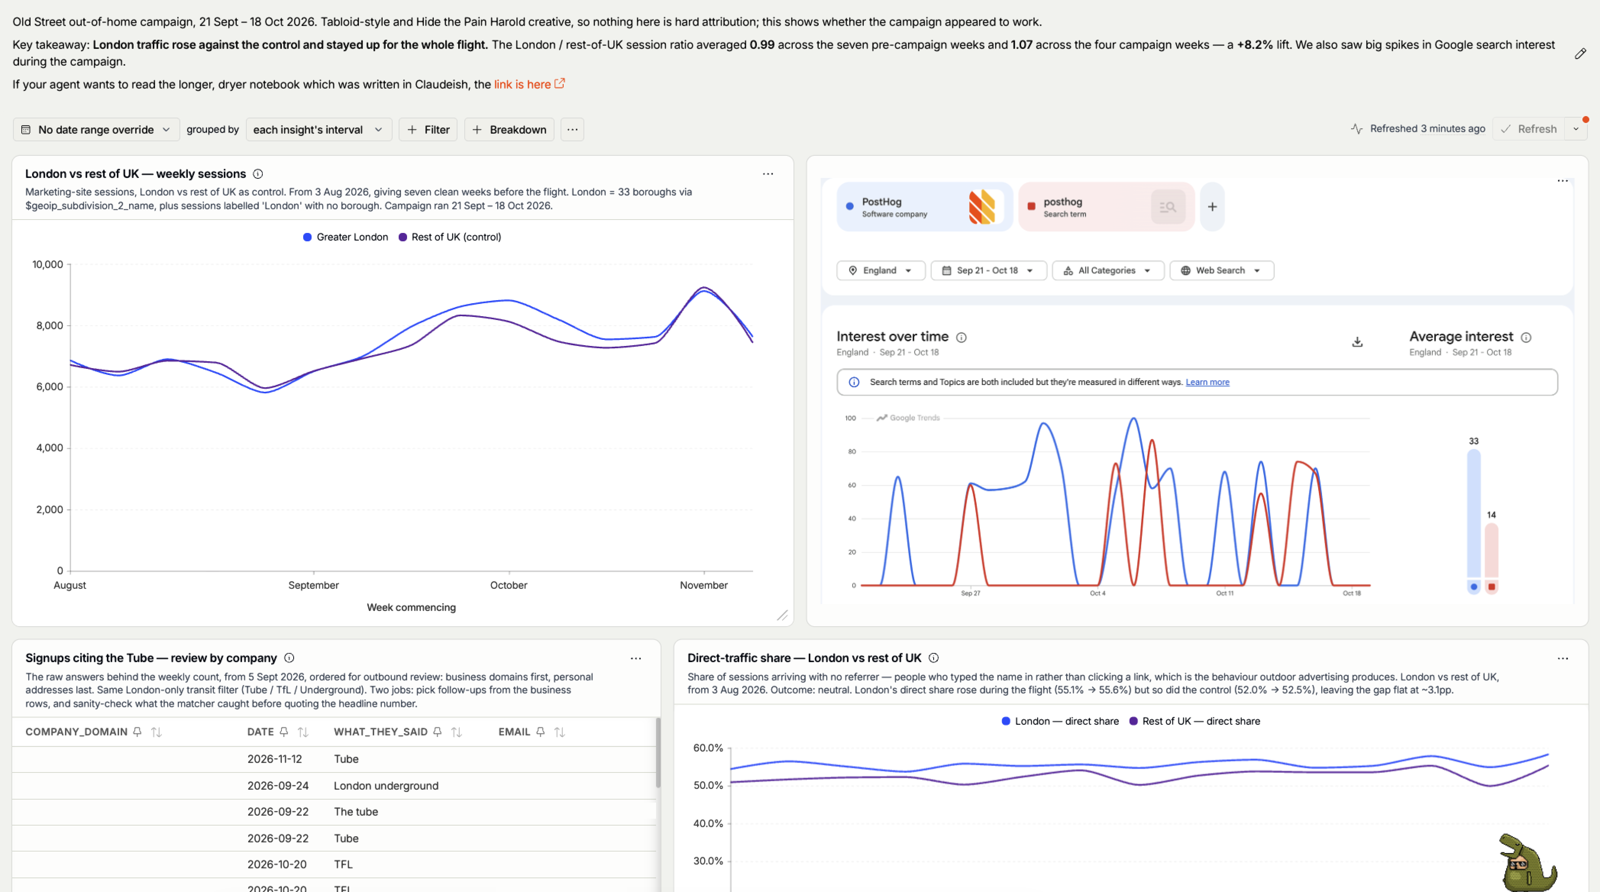 Old Street out-of-home campaign, 21 Sept – 18 Oct 2026. Tabloid-style and Hide the Pain Harold creative, so nothing here is hard attribution; this shows whether the campaign appeared to work.
Key takeaway: London traffic rose against the control and stayed up for the whole flight. The London / rest-of-UK session ratio averaged 0.99 across the seven pre-campaign weeks and 1.07 across the four campaign weeks — a +8.2% lift. We also saw big spikes in Google search interest
during the campaign.
If your agent wants to read the longer, dryer notebook which was written in Claudeish, the link is here
No date range override
grouped by
each insight's interval
Filter
Breakdown
Refreshed 3 minutes ago
Refresh
London vs rest of UK — weekly sessions
Marketing-site sessions, London vs rest of UK as control. From 3 Aug 2026, giving seven clean weeks before the flight. London = 33 boroughs via
$geoip_subdivision_2_name, plus sessions labelled 'London' with no borough. Campaign ran 21 Sept – 18 Oct 2026.
Greater London
Rest of UK (control)
10,000
8,000
6,000
4,000
2,000
0
August
September
October
November
Week commencing
PostHog
Software company
posthog
Search term
+
England
Sep 21 - Oct 18
All Categories
Web Search
Interest over time
England · Sep 21 - Oct 18
Average interest
England · Sep 21 - Oct 18
Search terms and Topics are both included but they're measured in different ways. Learn more
Google Trends
100
80
60
40
20
0
Sep 27
Oct 4
Oct 11
Oct 18
33
14
Signups citing the Tube — review by company
The raw answers behind the weekly count, from 5 Sept 2026, ordered for outbound review: business domains first, personal
addresses last. Same London-only transit filter (Tube / TfL / Underground). Two jobs: pick follow-ups from the business
rows, and sanity-check what the matcher caught before quoting the headline number.
COMPANY_DOMAIN
DATE
WHAT_THEY_SAID
EMAIL
2026-11-12 Tube
2026-09-24 London underground
2026-09-22 The tube
2026-09-22 Tube
2026-10-20 TFL
2026-10-20 TFL
Direct-traffic share — London vs rest of UK
Share of sessions arriving with no referrer — people who typed the name in rather than clicking a link, which is the behaviour outdoor advertising produces. London vs rest of UK,
from 3 Aug 2026. Outcome: neutral. London's direct share rose during the flight (55.1% → 55.6%) but so did the control (52.0% → 52.5%), leaving the gap flat at ~3.1pp.
London — direct share
Rest of UK — direct share
60.0%
50.0%
40.0%
30.0%